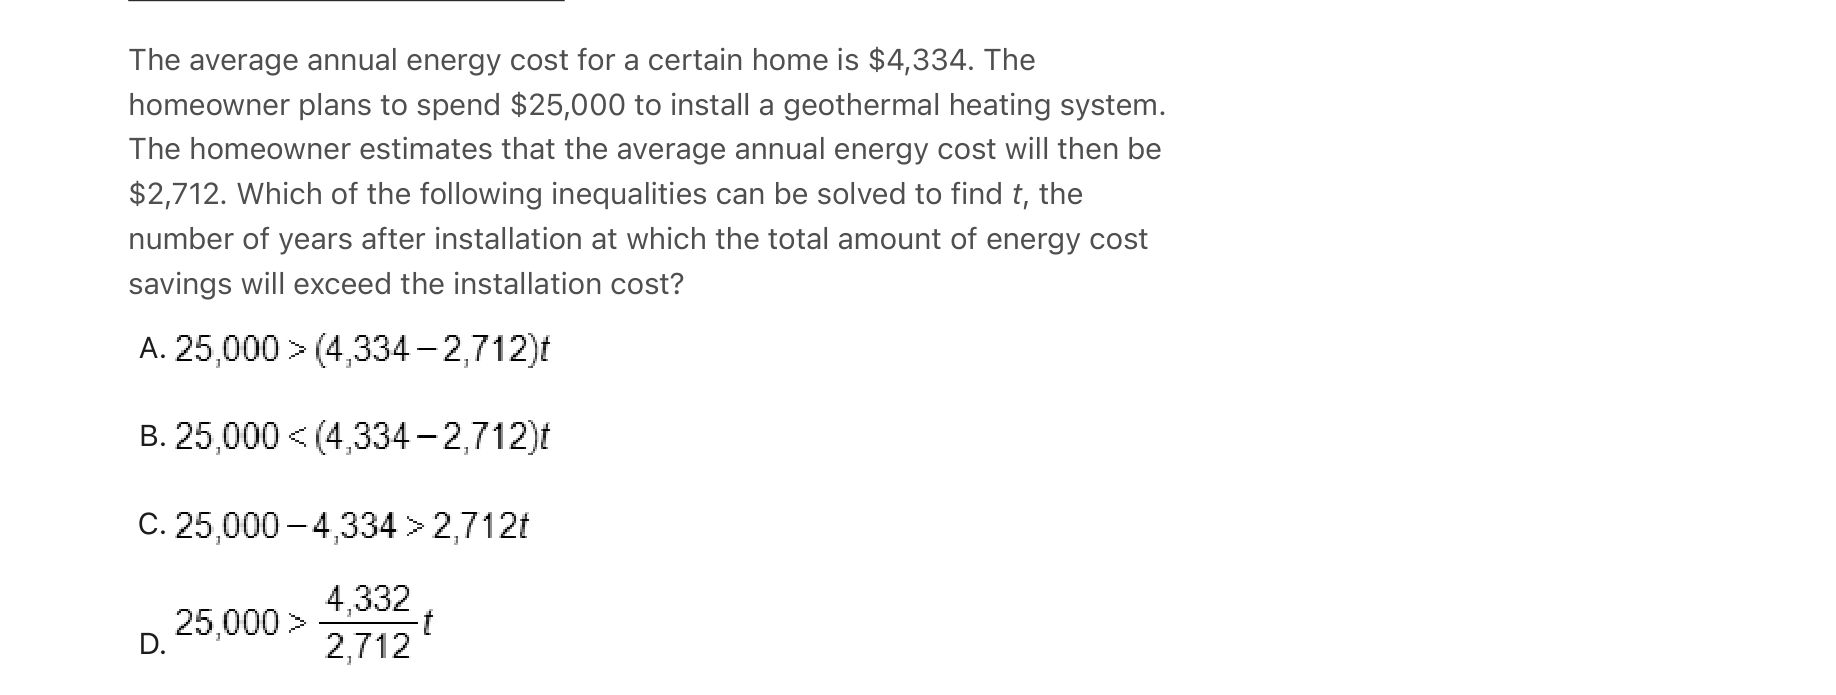 The average annual energy cost for a certain home is $4,334. The
homeowner plans to spend $25,000 to install a geothermal heating system.
The homeowner estimates that the average annual energy cost will then be
$2,712. Which of the following inequalities can be solved to find t, the
number of years after installation at which the total amount of energy cost
savings will exceed the installation cost?
A. 25,000 > (4,334 – 2,712)t
B. 25,000 < (4,334 – 2,712)t
C. 25,000 – 4,334 > 2,712t
D. 25,000 > 4,332/2,712 t